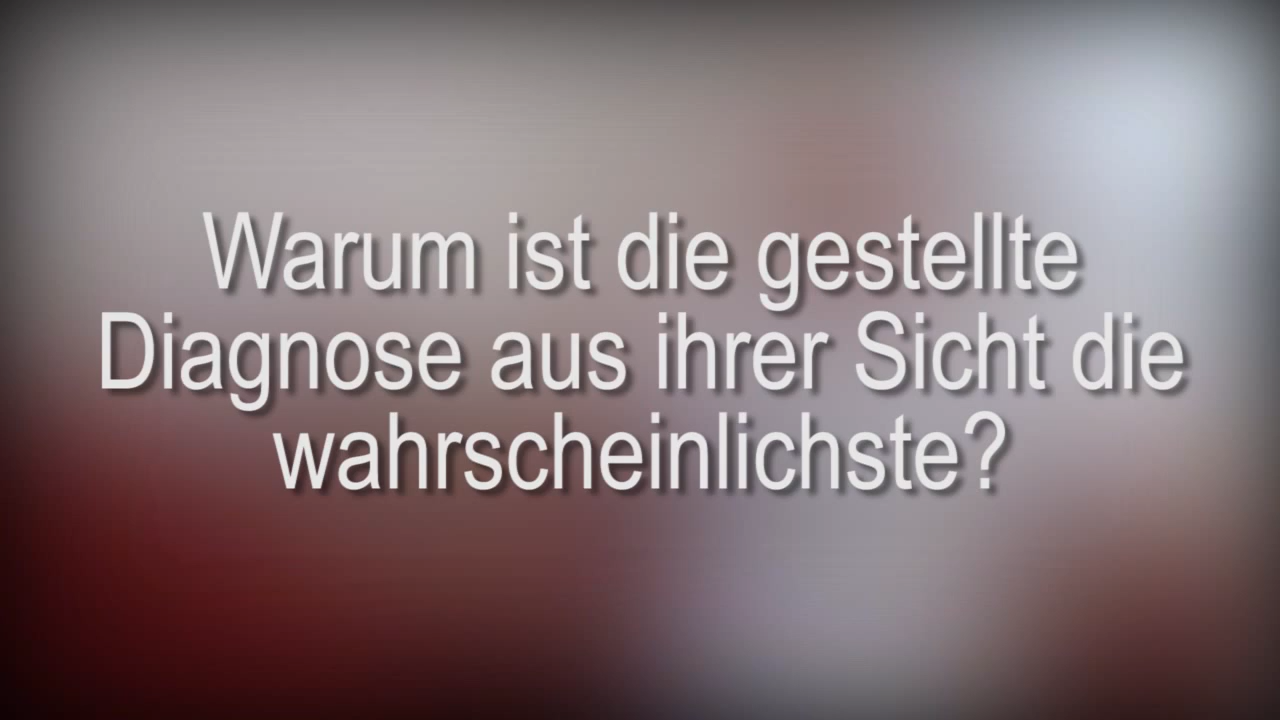 Warum ist die gestellte
Diagnose aus ihrer Sicht die
wahrscheinlichste?